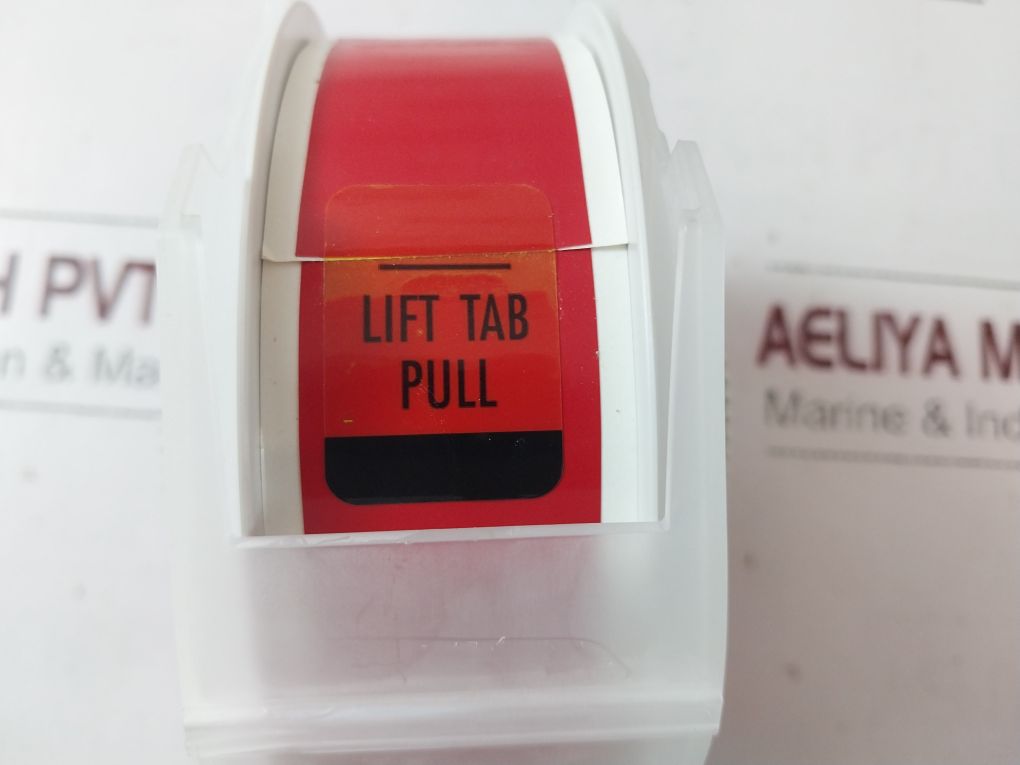 LIFT TAB
PULL
H PVT
n & Ma
AELIYA M
Marine & Ind